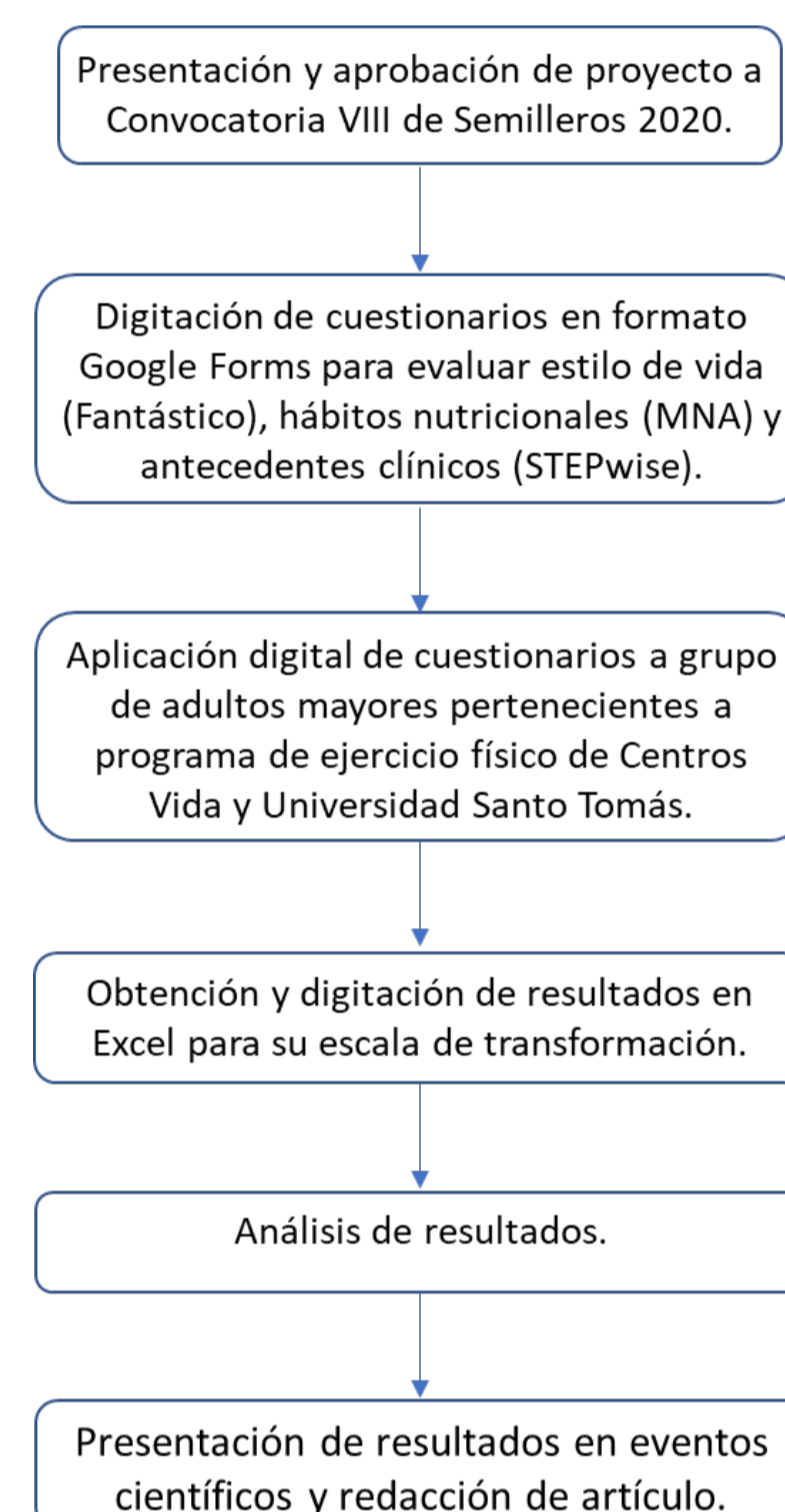 Presentación y aprobación de proyecto a
Convocatoria VIII de Semilleros 2020.
Digitación de cuestionarios en formato
Google Forms para evaluar estilo de vida
(Fantástico), hábitos nutricionales (MNA) y
antecedentes clínicos (STEPwise).
Aplicación digital de cuestionarios a grupo
de adultos mayores pertenecientes a
programa de ejercicio físico de Centros
Vida y Universidad Santo Tomás.
Obtención y digitación de resultados en
Excel para su escala de transformación.
Análisis de resultados.
Presentación de resultados en eventos
científicos y redacción de artículo.